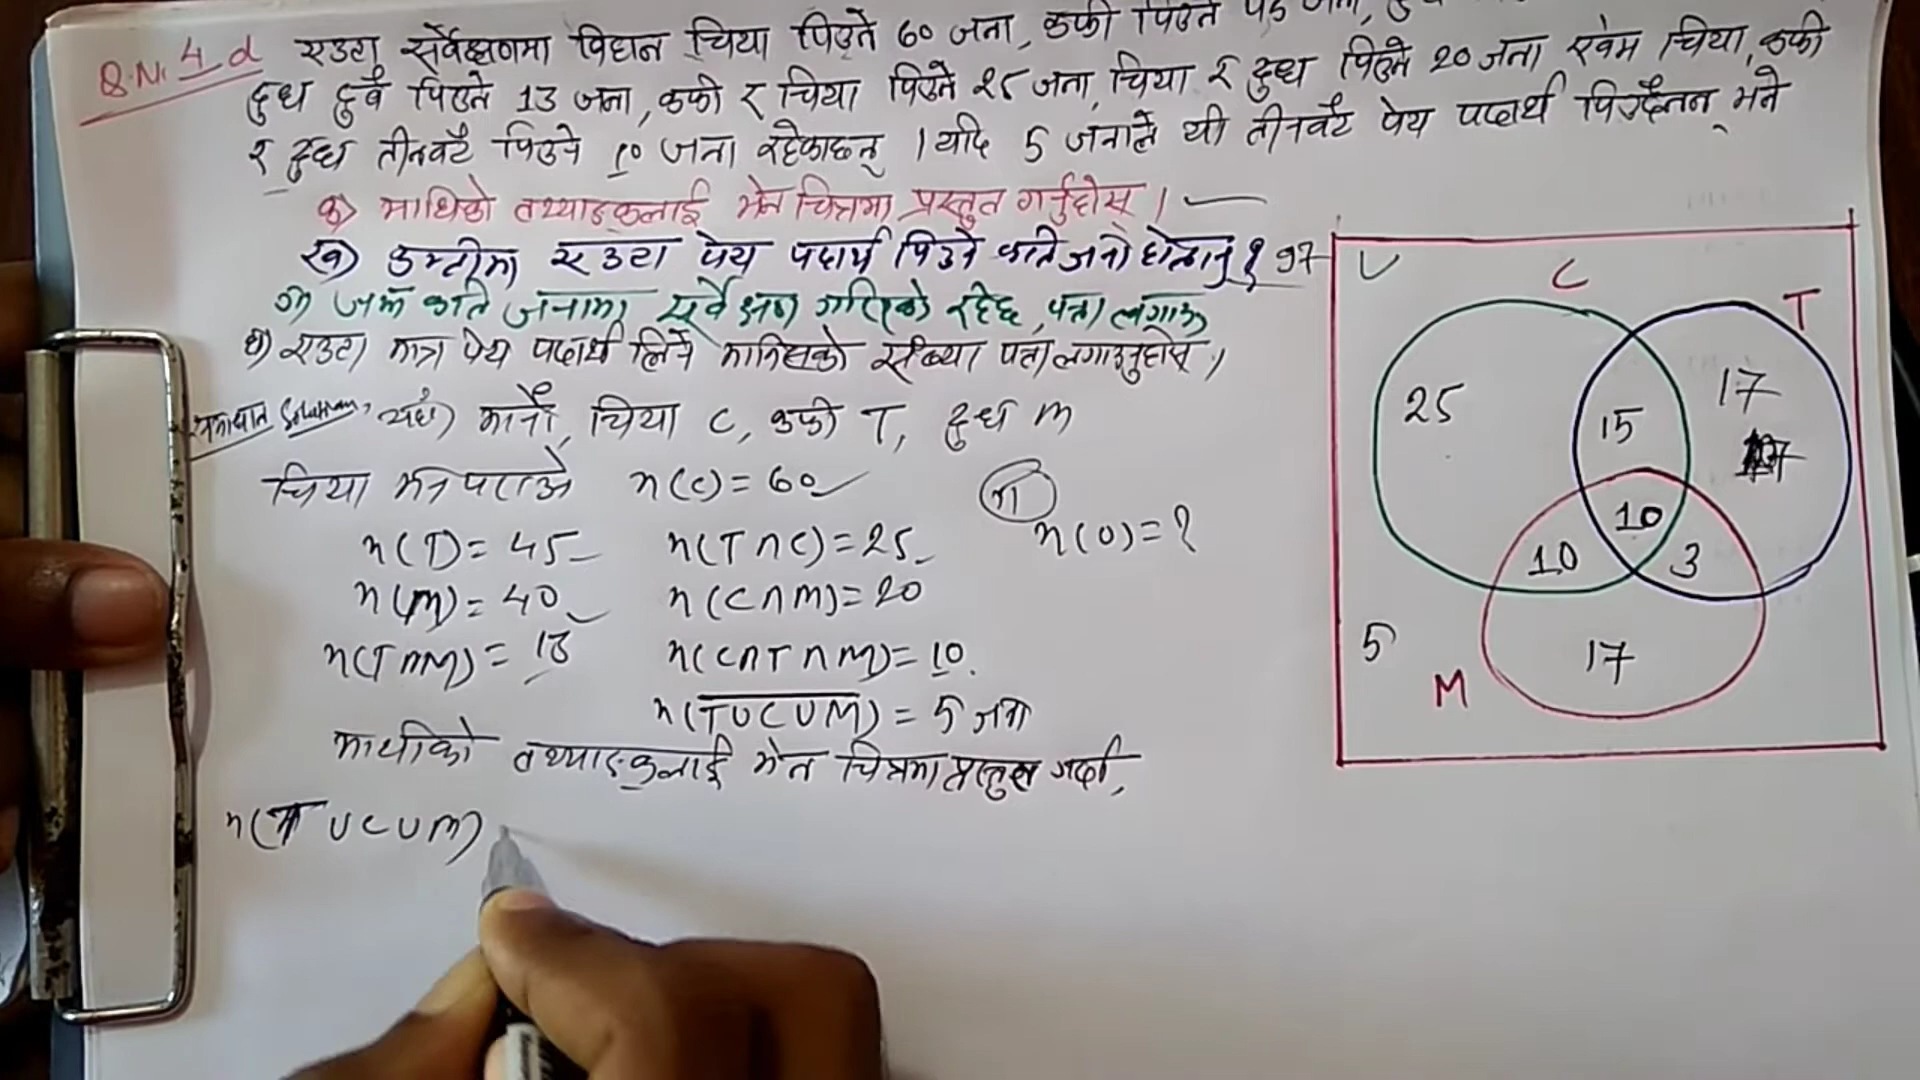 Q.N. 4 d एउटा सर्वेक्षणमा बिहान चिया पिउने 60 जना, कफी पिउने 45 जना,
दुध दुवै पिउने 13 जना, कफी र चिया पिउने 25 जना, चिया र दुध पिउने 20 जना एवम चिया, कफी
र दुध तीनवटै पिउने 10 जना रहेकाछन् । यदि 5 जनाले यी तीनवटै पेय पदार्थ पिउँदैनन् भने
क) माथिको तथ्याङ्कलाई भेन चित्रमा प्रस्तुत गर्नुहोस् ।
ख) कम्तीमा एउटा पेय पदार्थ पिउने कति जना होलान् ? 97
ग) जम्मा कति जनामा सर्वेक्षण गरिएको रहेछ, पत्ता लगाउ
घ) एउटा मात्र पेय पदार्थ लिने मानिसको संख्या पत्ता लगाउनुहोस् ।
समाधान Solution, यहाँ मानौं, चिया C, कफी T, दुध M
चिया मन पराउने n(C) = 60
n(T) = 45 n(T∩C) = 25
ग n(U) = ?
n(M) = 40 n(C∩M) = 20
n(T∩M) = 13 n(C∩T∩M) = 10.
n(\overline{T∪C∪M}) = 5 जना
माथीको तथ्याङ्कलाई भेन चित्रमा प्रस्तुत गर्दा,
n(T∪C∪M)
U C T
25 15 17
10
10 3
5 M 17